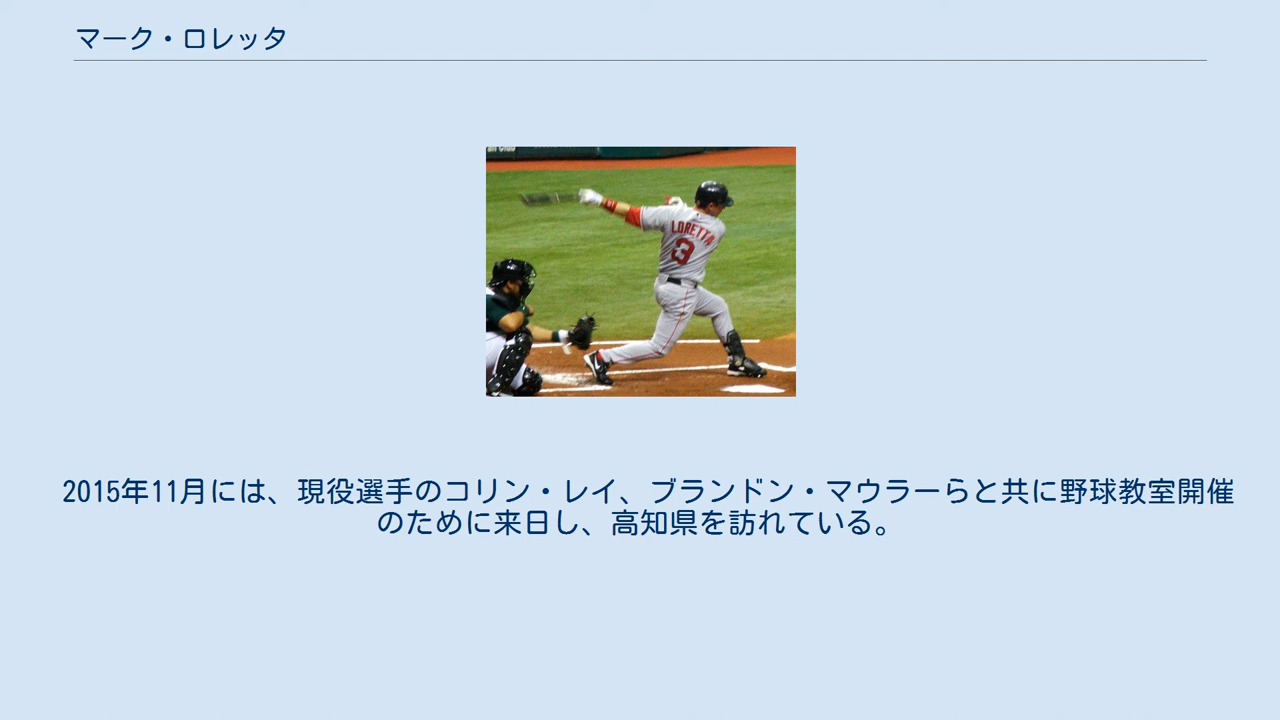 マーク・ロレッタ
LORETTA
3
2015年11月には、現役選手のコリン・レイ、ブランドン・マウラーらと共に野球教室開催
のために来日し、高知県を訪れている。